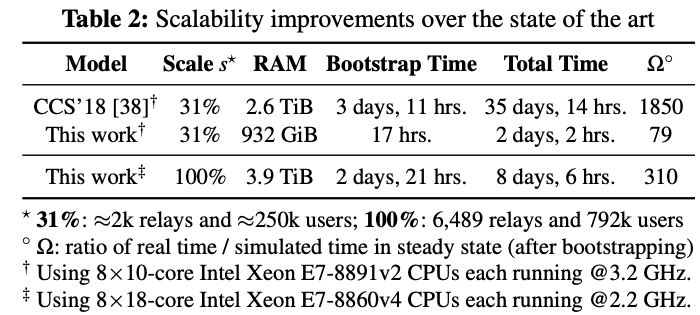 Table 2: Scalability improvements over the state of the art
Model Scale s⋆ RAM Bootstrap Time Total Time Ω°
CCS'18 [38]† 31% 2.6 TiB 3 days, 11 hrs. 35 days, 14 hrs. 1850
This work† 31% 932 GiB 17 hrs. 2 days, 2 hrs. 79
This work‡ 100% 3.9 TiB 2 days, 21 hrs. 8 days, 6 hrs. 310
⋆ 31%: ≈2k relays and ≈250k users; 100%: 6,489 relays and 792k users
° Ω: ratio of real time / simulated time in steady state (after bootstrapping)
† Using 8×10-core Intel Xeon E7-8891v2 CPUs each running @3.2 GHz.
‡ Using 8×18-core Intel Xeon E7-8860v4 CPUs each running @2.2 GHz.